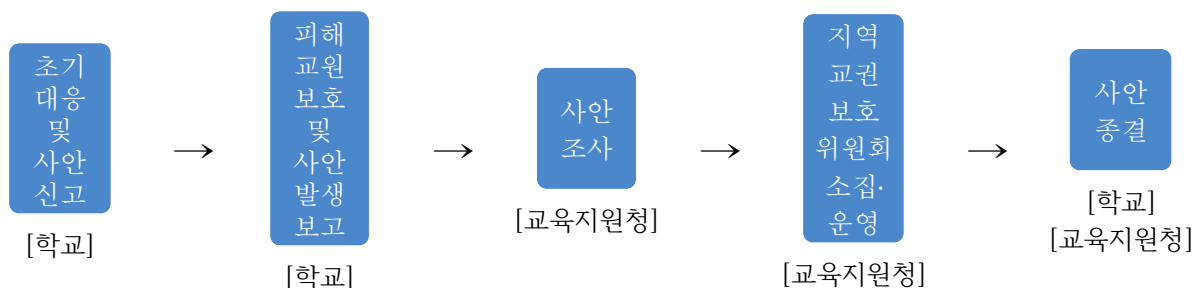 초기
대응
및
사안
신고
[학교]
→
피해
교원
보호
및
사안
발생
보고
[학교]
→
사안
조사
[교육지원청]
→
지역
교권
보호
위원회
소집·
운영
[교육지원청]
→
사안
종결
[학교]
[교육지원청]